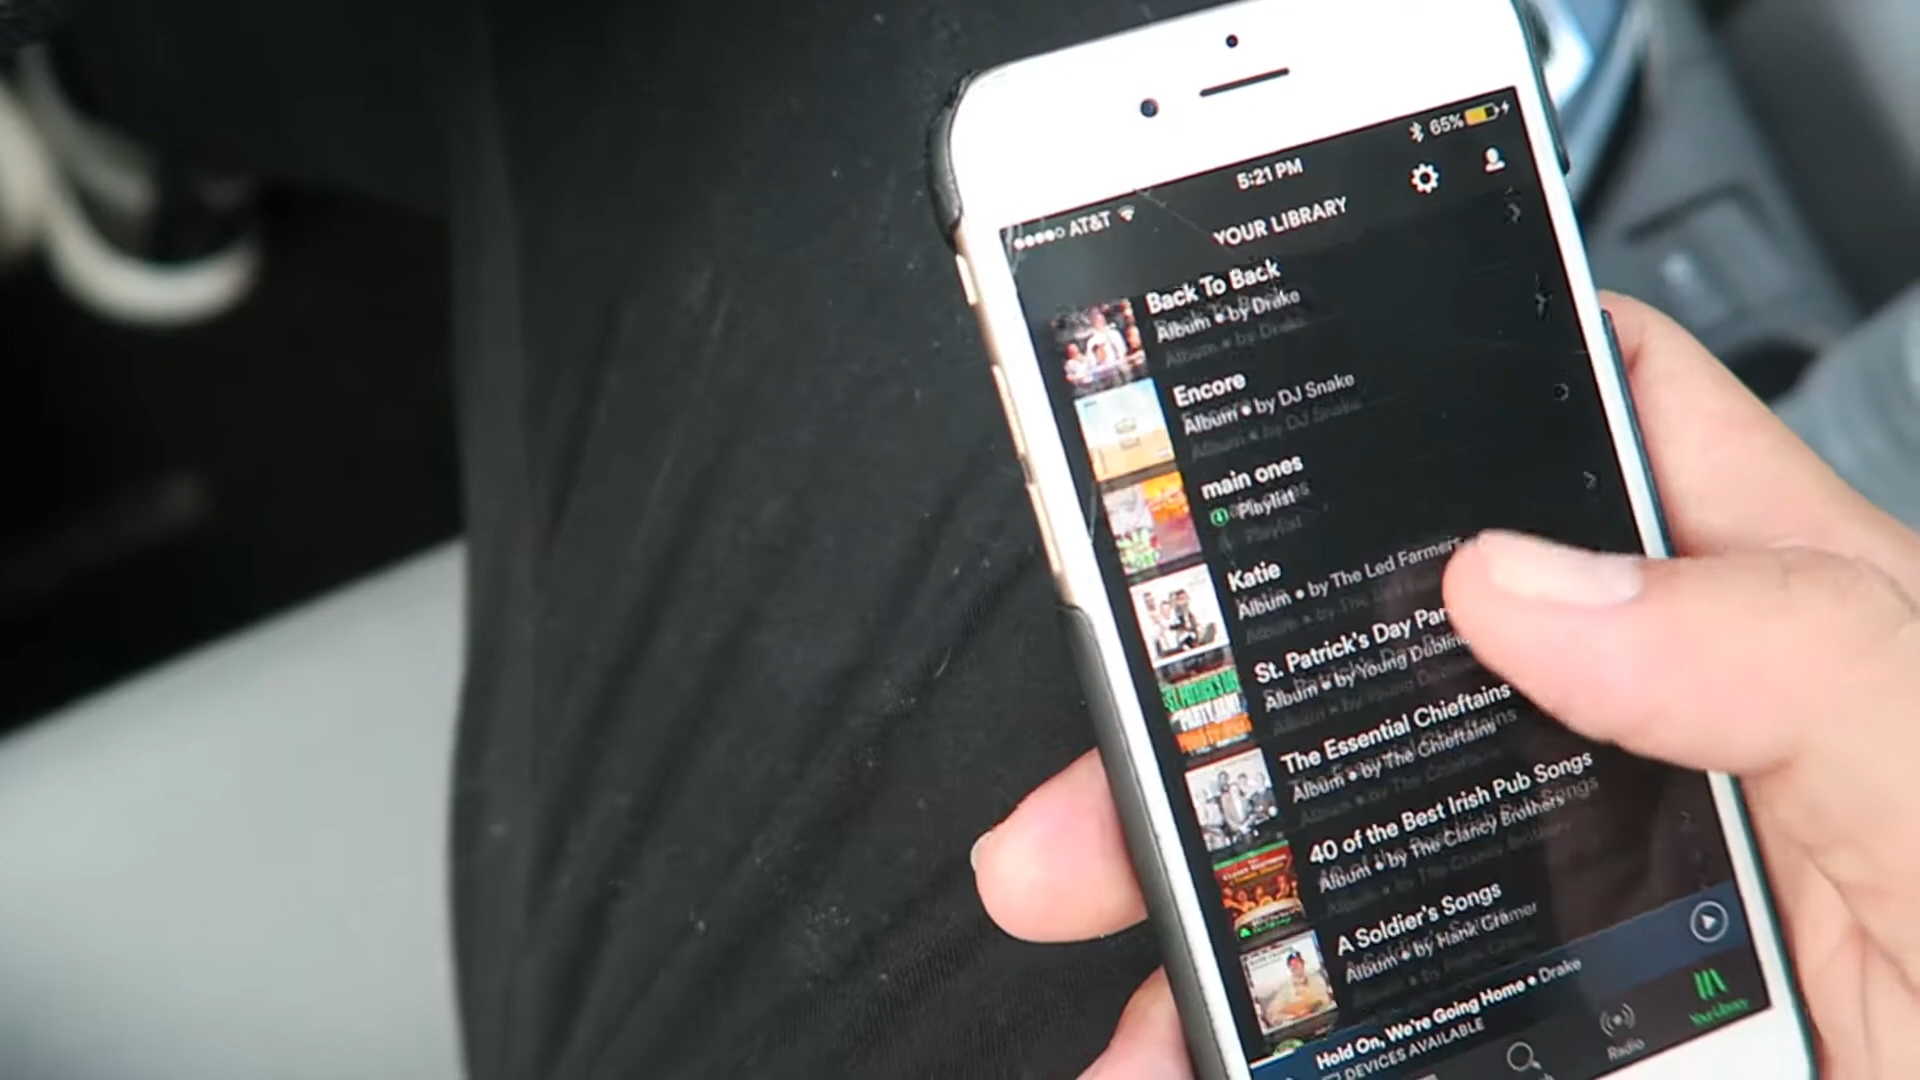 65%
5:21 PM
AT&T
YOUR LIBRARY
Back To Back
Album • by Drake
Encore
Album • by DJ Snake
main ones
Playlist
Katie
Album • by The Led Farmers
St. Patrick's Day
Album • by Young
The Essential Chieftains
Album • by The Chieftains
40 of the Best Irish Pub Songs
Album • by The Clancy Brothers
A Soldier's Songs
Album • by Hank Cramer
Hold On, We're Going Home • Drake
DEVICES AVAILABLE
Radio
Your Library